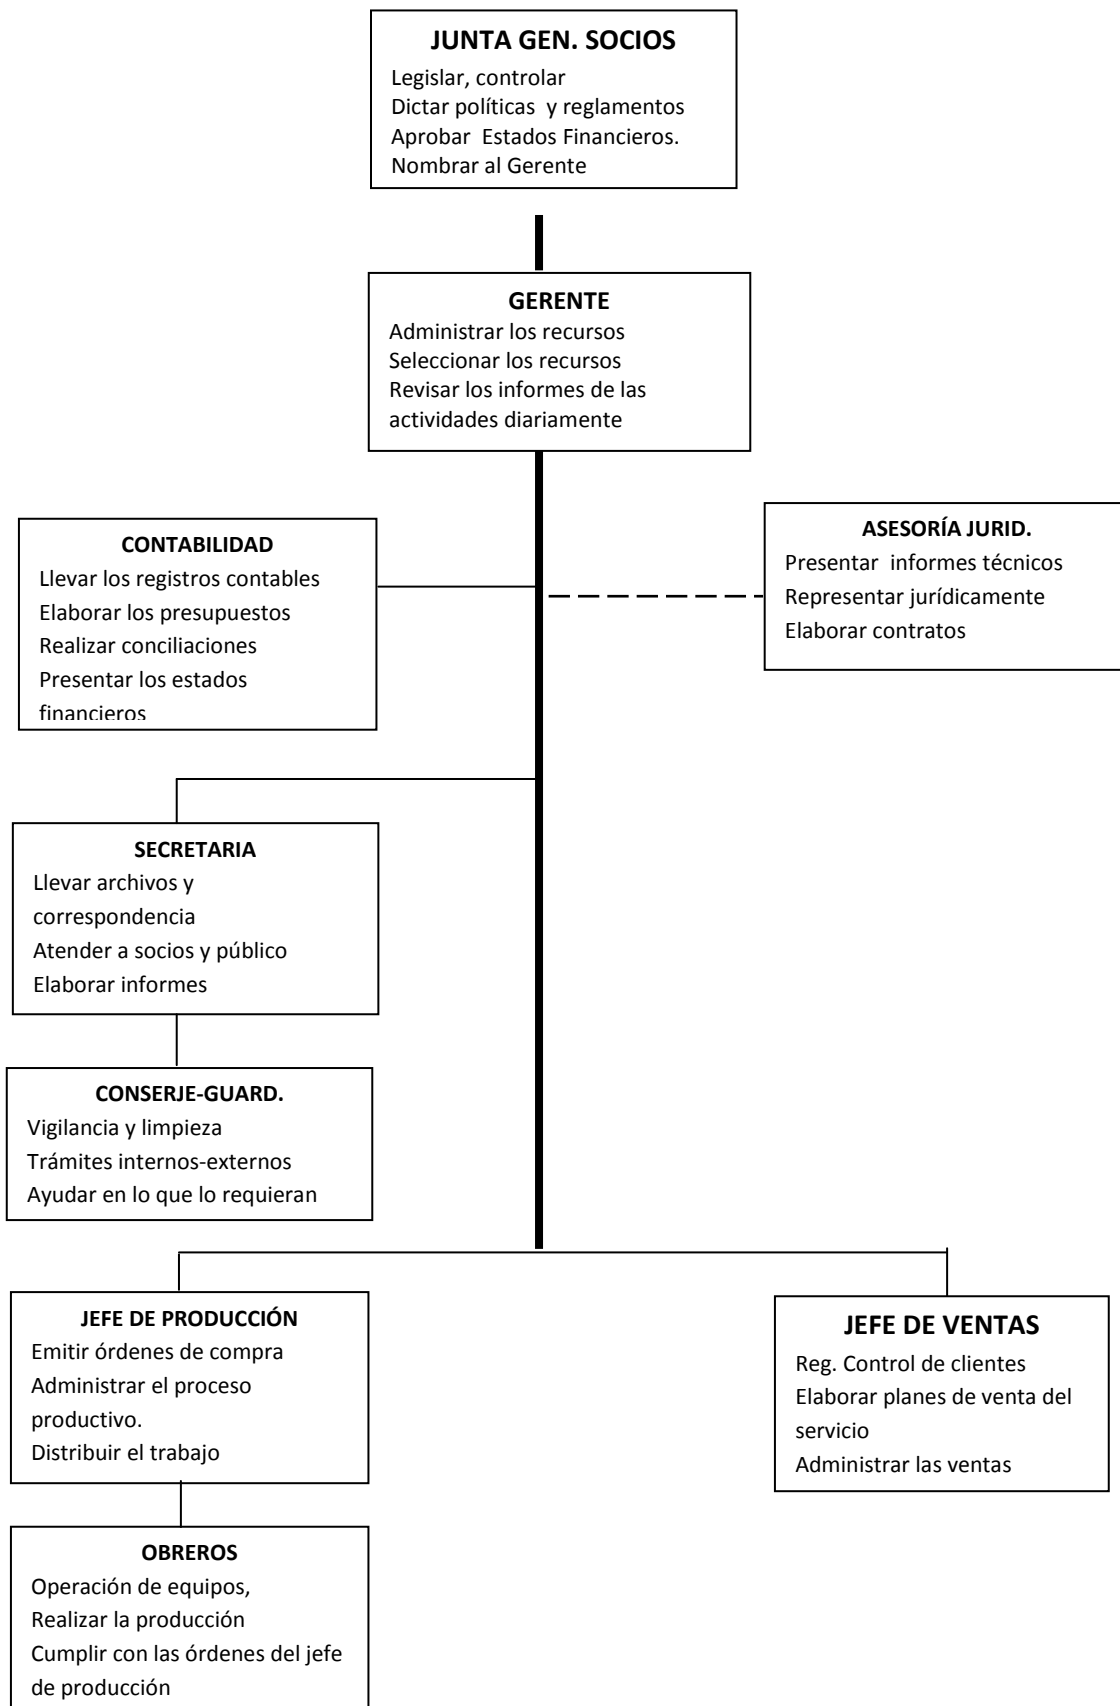 JUNTA GEN. SOCIOS
Legislar, controlar
Dictar políticas y reglamentos
Aprobar Estados Financieros.
Nombrar al Gerente
GERENTE
Administrar los recursos
Seleccionar los recursos
Revisar los informes de las
actividades diariamente
CONTABILIDAD
Llevar los registros contables
Elaborar los presupuestos
Realizar conciliaciones
Presentar los estados
financieros
ASESORÍA JURID.
Presentar informes técnicos
Representar jurídicamente
Elaborar contratos
SECRETARIA
Llevar archivos y
correspondencia
Atender a socios y público
Elaborar informes
CONSERJE-GUARD.
Vigilancia y limpieza
Trámites internos-externos
Ayudar en lo que lo requieran
JEFE DE PRODUCCIÓN
Emitir órdenes de compra
Administrar el proceso
productivo.
Distribuir el trabajo
JEFE DE VENTAS
Reg. Control de clientes
Elaborar planes de venta del
servicio
Administrar las ventas
OBREROS
Operación de equipos,
Realizar la producción
Cumplir con las órdenes del jefe
de producción